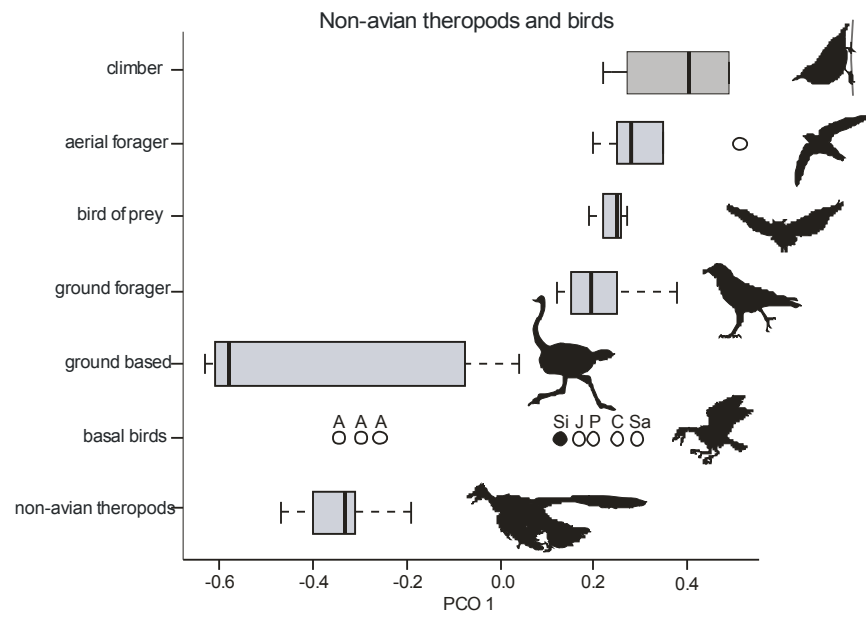 Non-avian theropods and birds
climber
aerial forager
bird of prey
ground forager
ground based
A A A Si J P C Sa
basal birds
non-avian theropods
-0.6 -0.4 -0.2 0.0 0.2 0.4
PCO 1